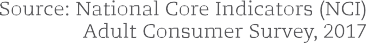 Source: National Core Indicators (NCI)
Adult Consumer Survey, 2017